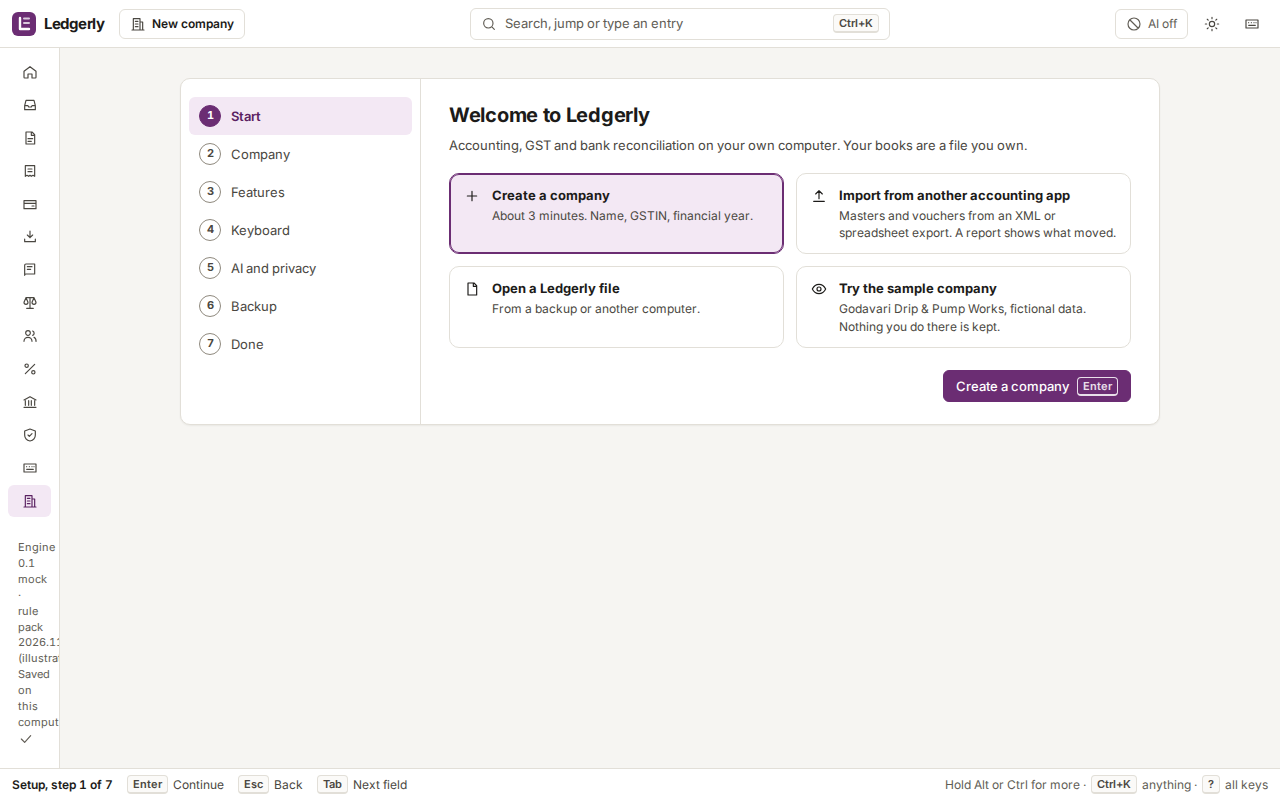 Ledgerly
New company
Search, jump or type an entry
Ctrl+K
AI off
1 Start
2 Company
3 Features
4 Keyboard
5 AI and privacy
6 Backup
7 Done
Welcome to Ledgerly
Accounting, GST and bank reconciliation on your own computer. Your books are a file you own.
Create a company
About 3 minutes. Name, GSTIN, financial year.
Import from another accounting app
Masters and vouchers from an XML or
spreadsheet export. A report shows what moved.
Open a Ledgerly file
From a backup or another computer.
Try the sample company
Godavari Drip & Pump Works, fictional data.
Nothing you do there is kept.
Create a company Enter
Engine
0.1
mock
·
rule
pack
Saved
on
this
Setup, step 1 of 7 Enter Continue Esc Back Tab Next field
Hold Alt or Ctrl for more · Ctrl+K anything · ? all keys